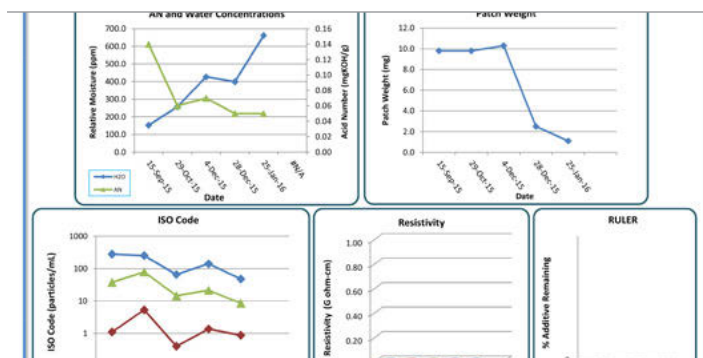 AN and Water Concentrations
Relative Moisture (ppm)
700.0
600.0
500.0
400.0
300.0
200.0
100.0
0.0
0.16
0.14
0.12
0.10
0.08
0.06
0.04
0.02
0.00
Acid Number (mgKOH/g)
15-Sep-15
29-Oct-15
4-Dec-15
28-Dec-15
25-Jan-16
#N/A
Date
H2O
AN
Patch Weight
Patch Weight (mg)
12.0
10.0
8.0
6.0
4.0
2.0
0.0
15-Sep-15
29-Oct-15
4-Dec-15
28-Dec-15
25-Jan-16
Date
ISO Code
ISO Code (particles/mL)
1000
100
10
1
Resistivity
Resistivity (G ohm-cm)
1.00
0.80
0.60
0.40
0.20
RULER
% Additive Remaining